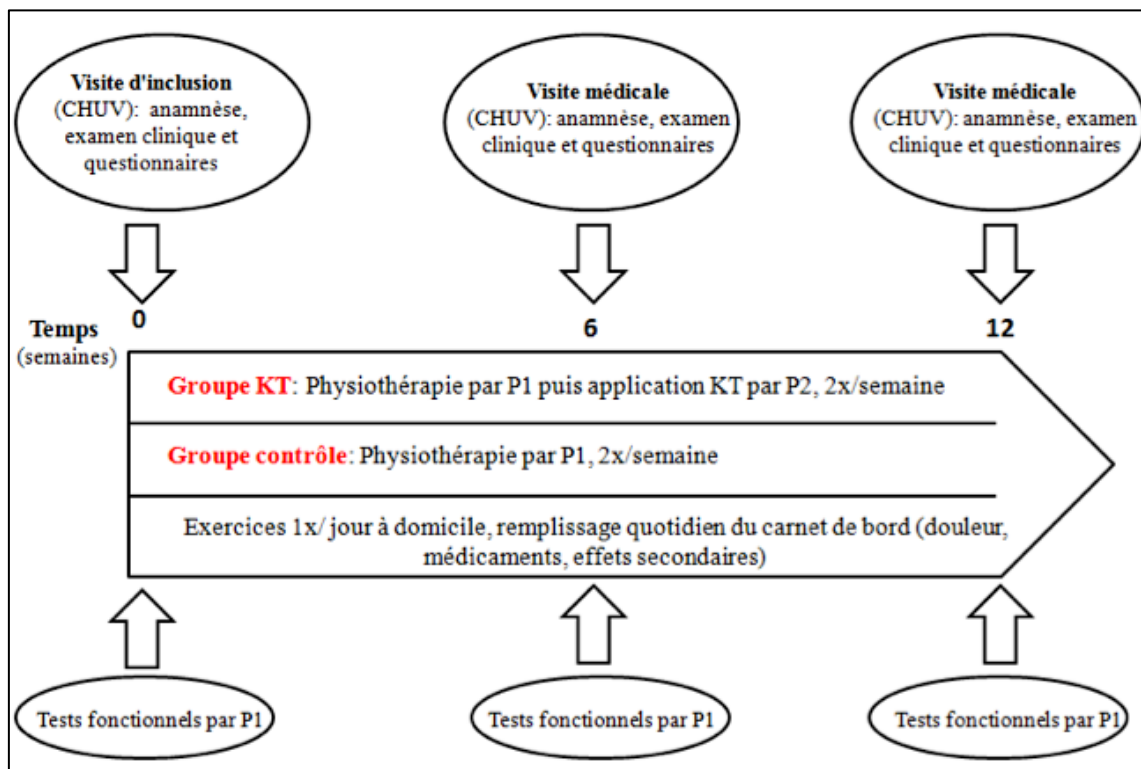 Visite d'inclusion
(CHUV): anamnèse,
examen clinique et
questionnaires
Visite médicale
(CHUV): anamnèse, examen
clinique et questionnaires
Visite médicale
(CHUV): anamnèse, examen
clinique et questionnaires
Temps
(semaines)
0
6
12
Groupe KT: Physiothérapie par P1 puis application KT par P2, 2x/semaine
Groupe contrôle: Physiothérapie par P1, 2x/semaine
Exercices 1x/ jour à domicile, remplissage quotidien du carnet de bord (douleur,
médicaments, effets secondaires)
Tests fonctionnels par P1
Tests fonctionnels par P1
Tests fonctionnels par P1